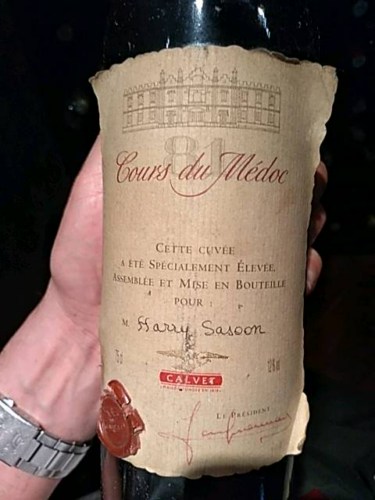 81
Cours du Médoc
CETTE CUVÉE
A ÉTÉ SPÉCIALEMENT ÉLEVÉE,
ASSEMBLÉE ET MISE EN BOUTEILLE
POUR :
M. Harry Sasoon
CALVET
LE PRÉSIDENT